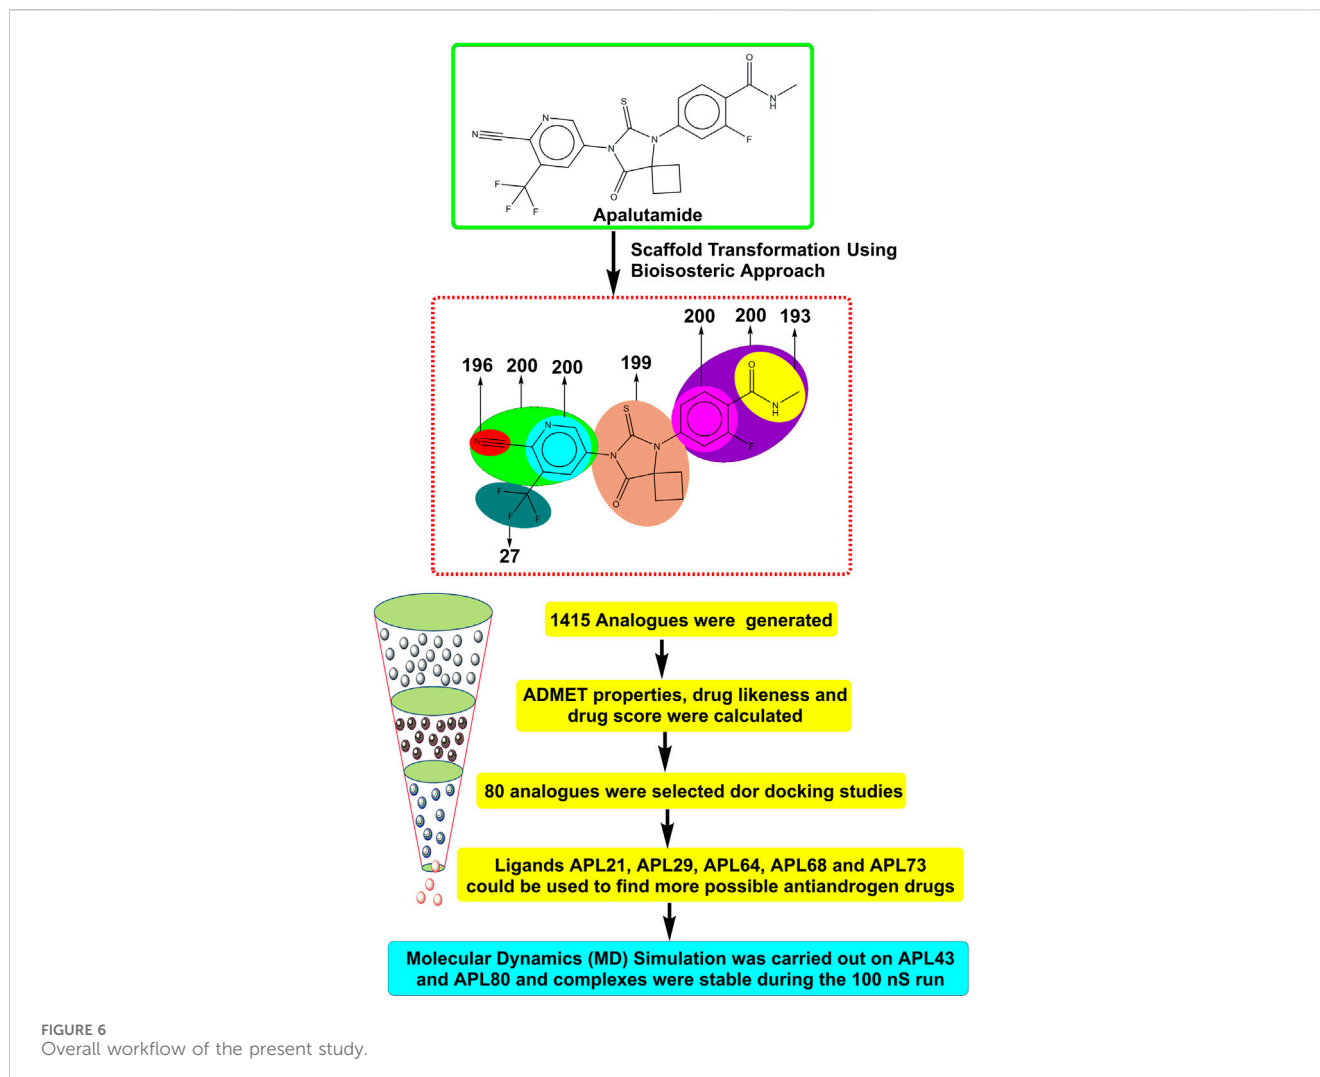 O
N
H
F
S
N
N
O
N
N
F
F
F
Apalutamide
Scaffold Transformation Using
Bioisosteric Approach
200 200 193
196 200 200 199
O
N
H
F
S
N
N
O
N
N
F
F
F
27
1415 Analogues were generated
ADMET properties, drug likeness and
drug score were calculated
80 analogues were selected dor docking studies
Ligands APL21, APL29, APL64, APL68 and APL73
could be used to find more possible antiandrogen drugs
Molecular Dynamics (MD) Simulation was carried out on APL43
and APL80 and complexes were stable during the 100 nS run
FIGURE 6
Overall workflow of the present study.